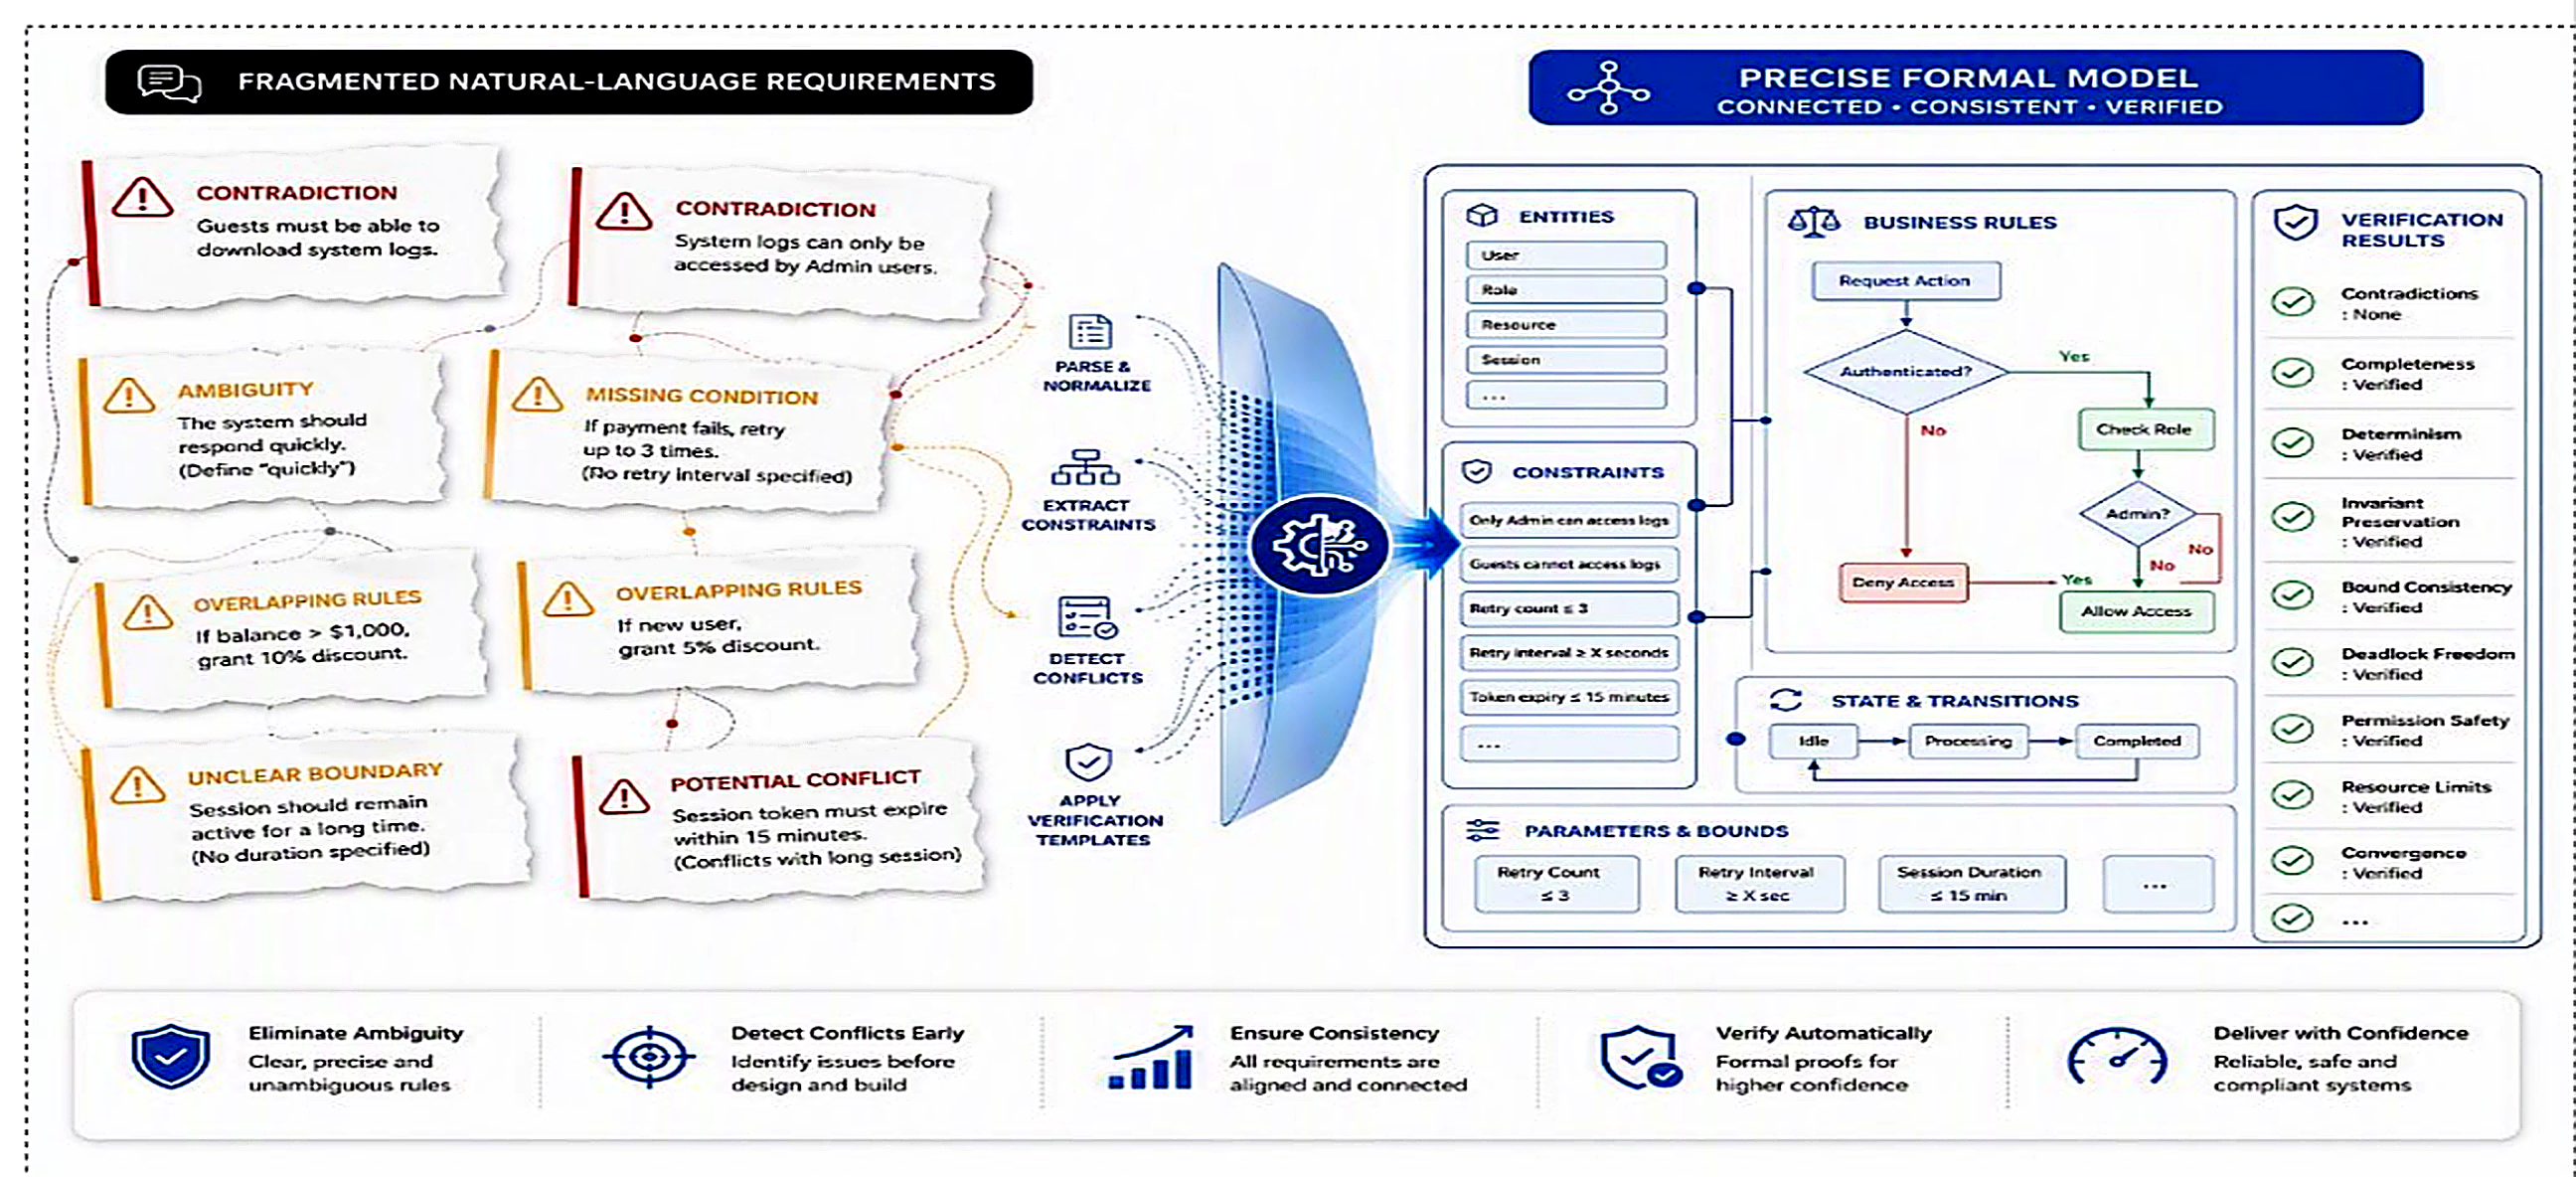 FRAGMENTED NATURAL-LANGUAGE REQUIREMENTS
CONTRADICTION
Guests must be able to
download system logs.
CONTRADICTION
System logs can only be
accessed by Admin users.
AMBIGUITY
The system should
respond quickly.
(Define "quickly")
MISSING CONDITION
If payment fails, retry
up to 3 times.
(No retry interval specified)
OVERLAPPING RULES
If balance > $1,000,
grant 10% discount.
OVERLAPPING RULES
If new user,
grant 5% discount.
UNCLEAR BOUNDARY
Session should remain
active for a long time.
(No duration specified)
POTENTIAL CONFLICT
Session token must expire
within 15 minutes.
(Conflicts with long session)
PARSE &
NORMALIZE
EXTRACT
CONSTRAINTS
DETECT
CONFLICTS
APPLY
VERIFICATION
TEMPLATES
PRECISE FORMAL MODEL
CONNECTED • CONSISTENT • VERIFIED
ENTITIES
User
Role
Resource
Session
...
CONSTRAINTS
Only Admin can access logs
Guests cannot access logs
Retry count ≤ 3
Retry interval ≥ X seconds
Token expiry ≤ 15 minutes
...
BUSINESS RULES
Request Action
Authenticated?
Yes
No
Check Role
Admin?
No
No
Deny Access
Yes
Allow Access
STATE & TRANSITIONS
Idle
Processing
Completed
PARAMETERS & BOUNDS
Retry Count
≤ 3
Retry Interval
≥ X sec
Session Duration
≤ 15 min
...
VERIFICATION
RESULTS
Contradictions
: None
Completeness
: Verified
Determinism
: Verified
Invariant
Preservation
: Verified
Bound Consistency
: Verified
Deadlock Freedom
: Verified
Permission Safety
: Verified
Resource Limits
: Verified
Convergence
: Verified
...
Eliminate Ambiguity
Clear, precise and
unambiguous rules
Detect Conflicts Early
Identify issues before
design and build
Ensure Consistency
All requirements are
aligned and connected
Verify Automatically
Formal proofs for
higher confidence
Deliver with Confidence
Reliable, safe and
compliant systems